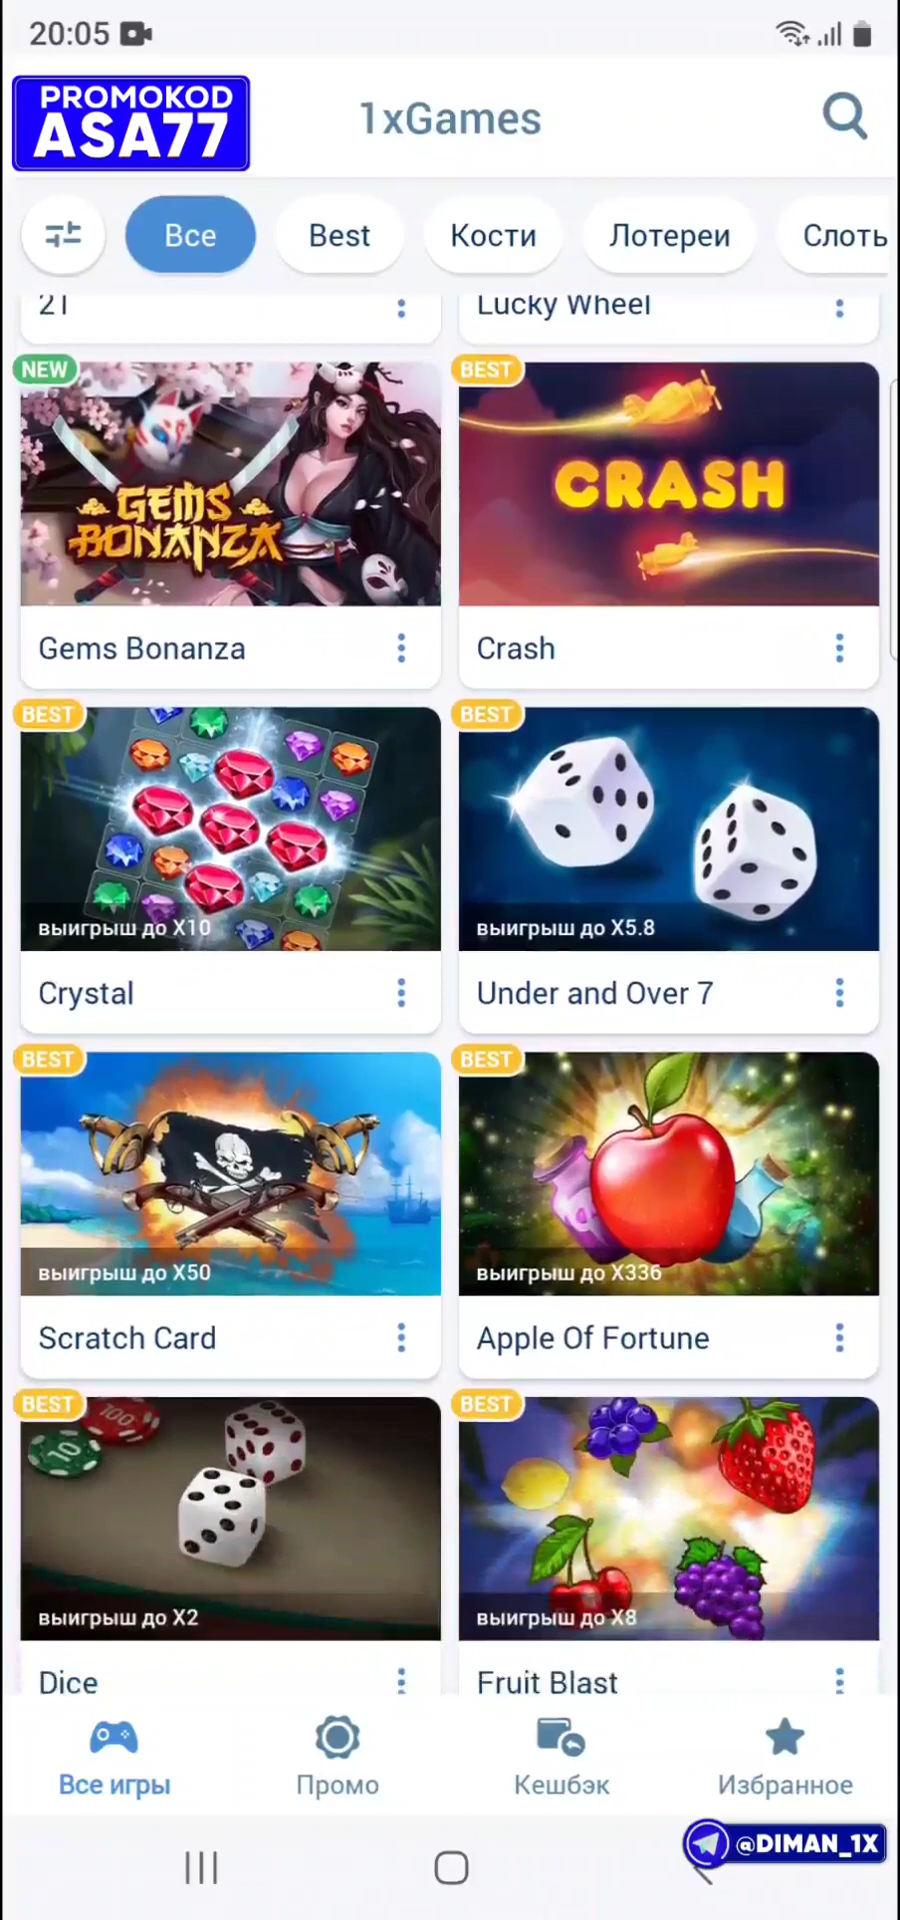 20:05
PROMOKOD
ASA77
1xGames
Все
Best
Кости
Лотереи
Слоты
21
Lucky Wheel
NEW
BEST
GEMS
BONANZA
CRASH
Gems Bonanza
Crash
BEST
BEST
выигрыш до X10
выигрыш до X5.8
Crystal
Under and Over 7
BEST
BEST
выигрыш до X50
выигрыш до X336
Scratch Card
Apple Of Fortune
BEST
BEST
100
10
выигрыш до X2
выигрыш до X8
Dice
Fruit Blast
Все игры
Промо
Кешбэк
Избранное
@DIMAN_1X